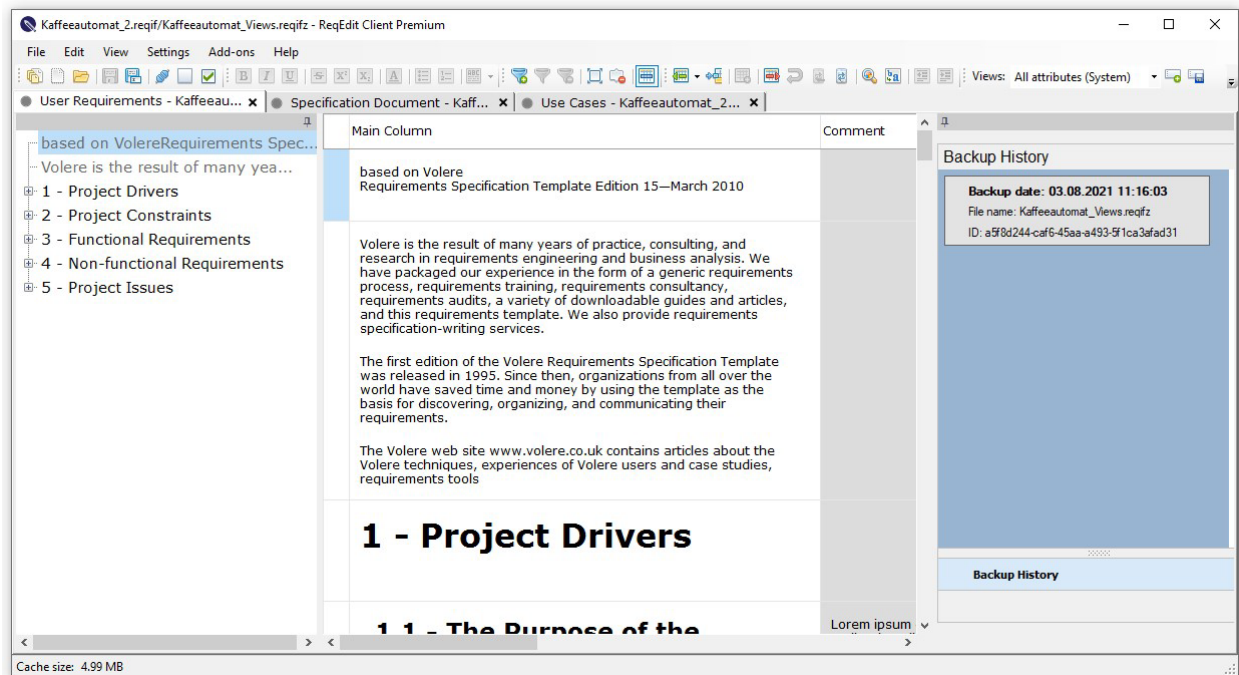 Kaffeeautomat_2.reqif/Kaffeeautomat_Views.reqifz - ReqEdit Client Premium
File Edit View Settings Add-ons Help
B I U S X² X₂ A Views: All attributes (System)
User Requirements - Kaffeeau... x Specification Document - Kaff... x Use Cases - Kaffeeautomat_2... x
based on VolereRequirements Spec...
Volere is the result of many yea...
1 - Project Drivers
2 - Project Constraints
3 - Functional Requirements
4 - Non-functional Requirements
5 - Project Issues
Main Column Comment
based on Volere
Requirements Specification Template Edition 15—March 2010
Volere is the result of many years of practice, consulting, and
research in requirements engineering and business analysis. We
have packaged our experience in the form of a generic requirements
process, requirements training, requirements consultancy,
requirements audits, a variety of downloadable guides and articles,
and this requirements template. We also provide requirements
specification-writing services.
The first edition of the Volere Requirements Specification Template
was released in 1995. Since then, organizations from all over the
world have saved time and money by using the template as the
basis for discovering, organizing, and communicating their
requirements.
The Volere web site www.volere.co.uk contains articles about the
Volere techniques, experiences of Volere users and case studies,
requirements tools
1 - Project Drivers
1.1 - The Purpose of the
Lorem ipsum
Backup History
Backup date: 03.08.2021 11:16:03
File name: Kaffeeautomat_Views.reqifz
ID: a5f8d244-caf6-45aa-a493-5f1ca3afad31
Backup History
Cache size: 4.99 MB